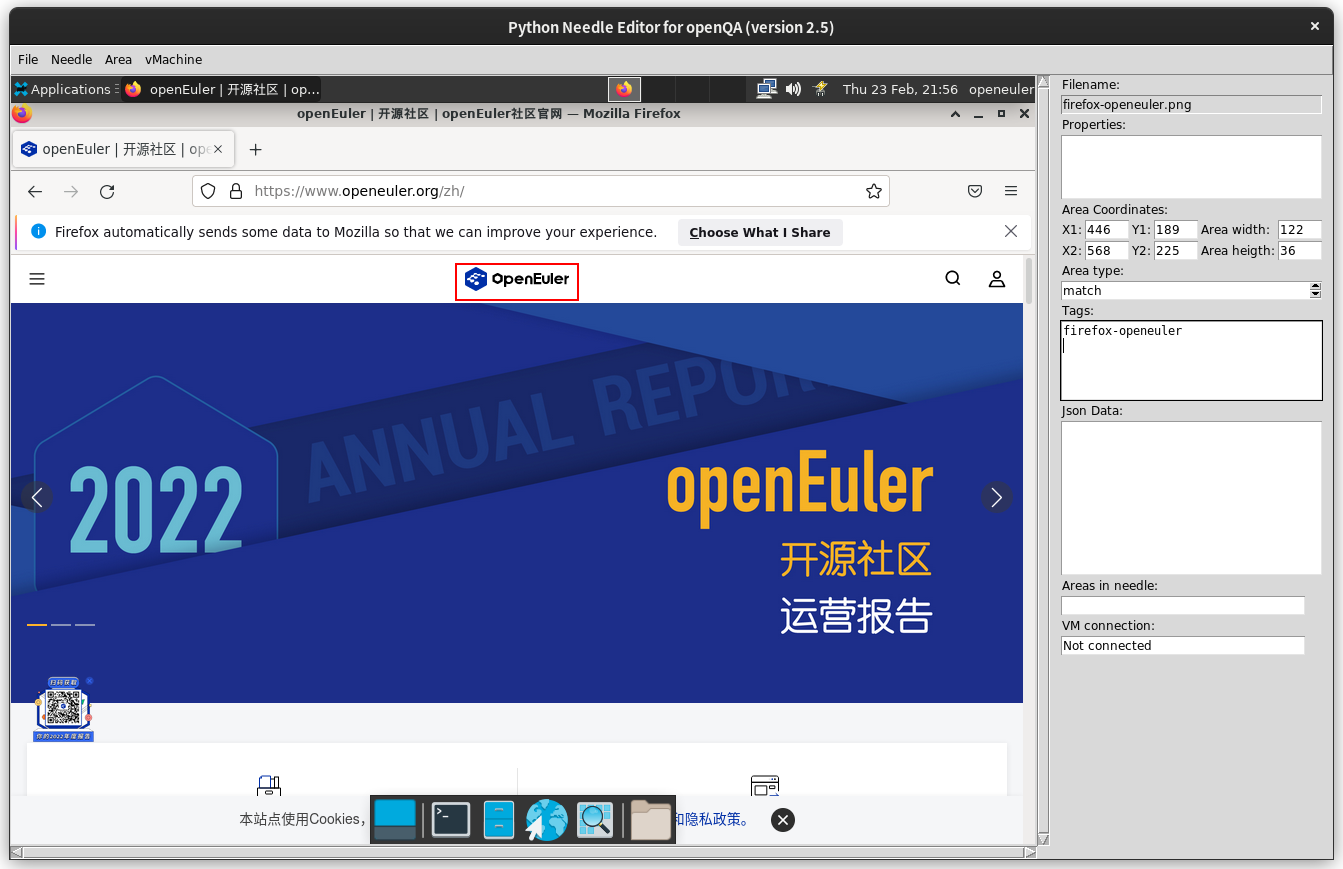 Python Needle Editor for openQA (version 2.5)
File Needle Area vMachine
Applications openEuler | 开源社区 | op... Thu 23 Feb, 21:56 openeuler
openEuler | 开源社区 | openEuler社区官网 — Mozilla Firefox
openEuler | 开源社区 | ope
https://www.openeuler.org/zh/
Firefox automatically sends some data to Mozilla so that we can improve your experience. Choose What I Share
OpenEuler
ANNUAL REPORT
2022
openEuler
开源社区
运营报告
扫码获取
你的2022年度报告
本站点使用Cookies，
和隐私政策。
Filename:
firefox-openeuler.png
Properties:
Area Coordinates:
X1: 446 Y1: 189 Area width: 122
X2: 568 Y2: 225 Area heigth: 36
Area type:
match
Tags:
firefox-openeuler
Json Data:
Areas in needle:
VM connection:
Not connected